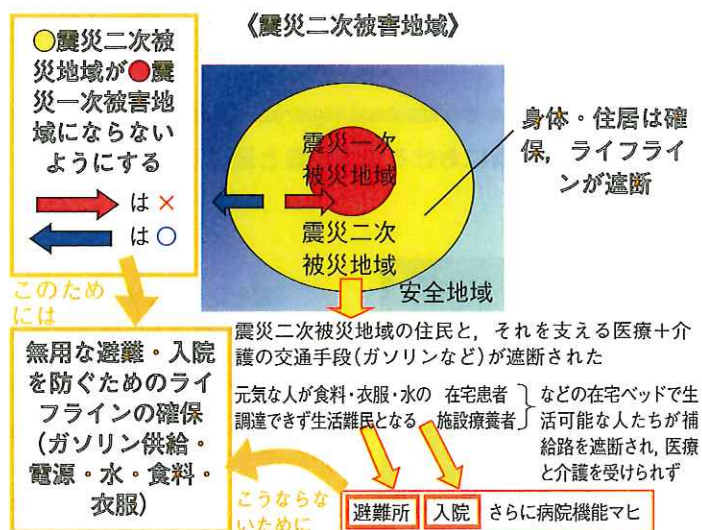 《震災二次被害地域》
●震災二次被
災地域が●震
災一次被害地
域にならない
ようにする
は ×
は ○
震災一次
被災地域
震災二次
被災地域
安全地域
身体・住居は確
保，ライフライ
ンが遮断
このため
には
無用な避難・入院
を防ぐためのライ
フラインの確保
(ガソリン供給・
電源・水・食料・
衣服)
震災二次被災地域の住民と，それを支える医療＋介
護の交通手段(ガソリンなど)が遮断された
元気な人が食料・衣服・水の
調達できず生活難民となる
在宅患者
施設療養者
などの在宅ベッドで生
活可能な人たちが補
給路を遮断され，医療
と介護を受けられず
こうならな
いために
避難所 入院 さらに病院機能マヒ